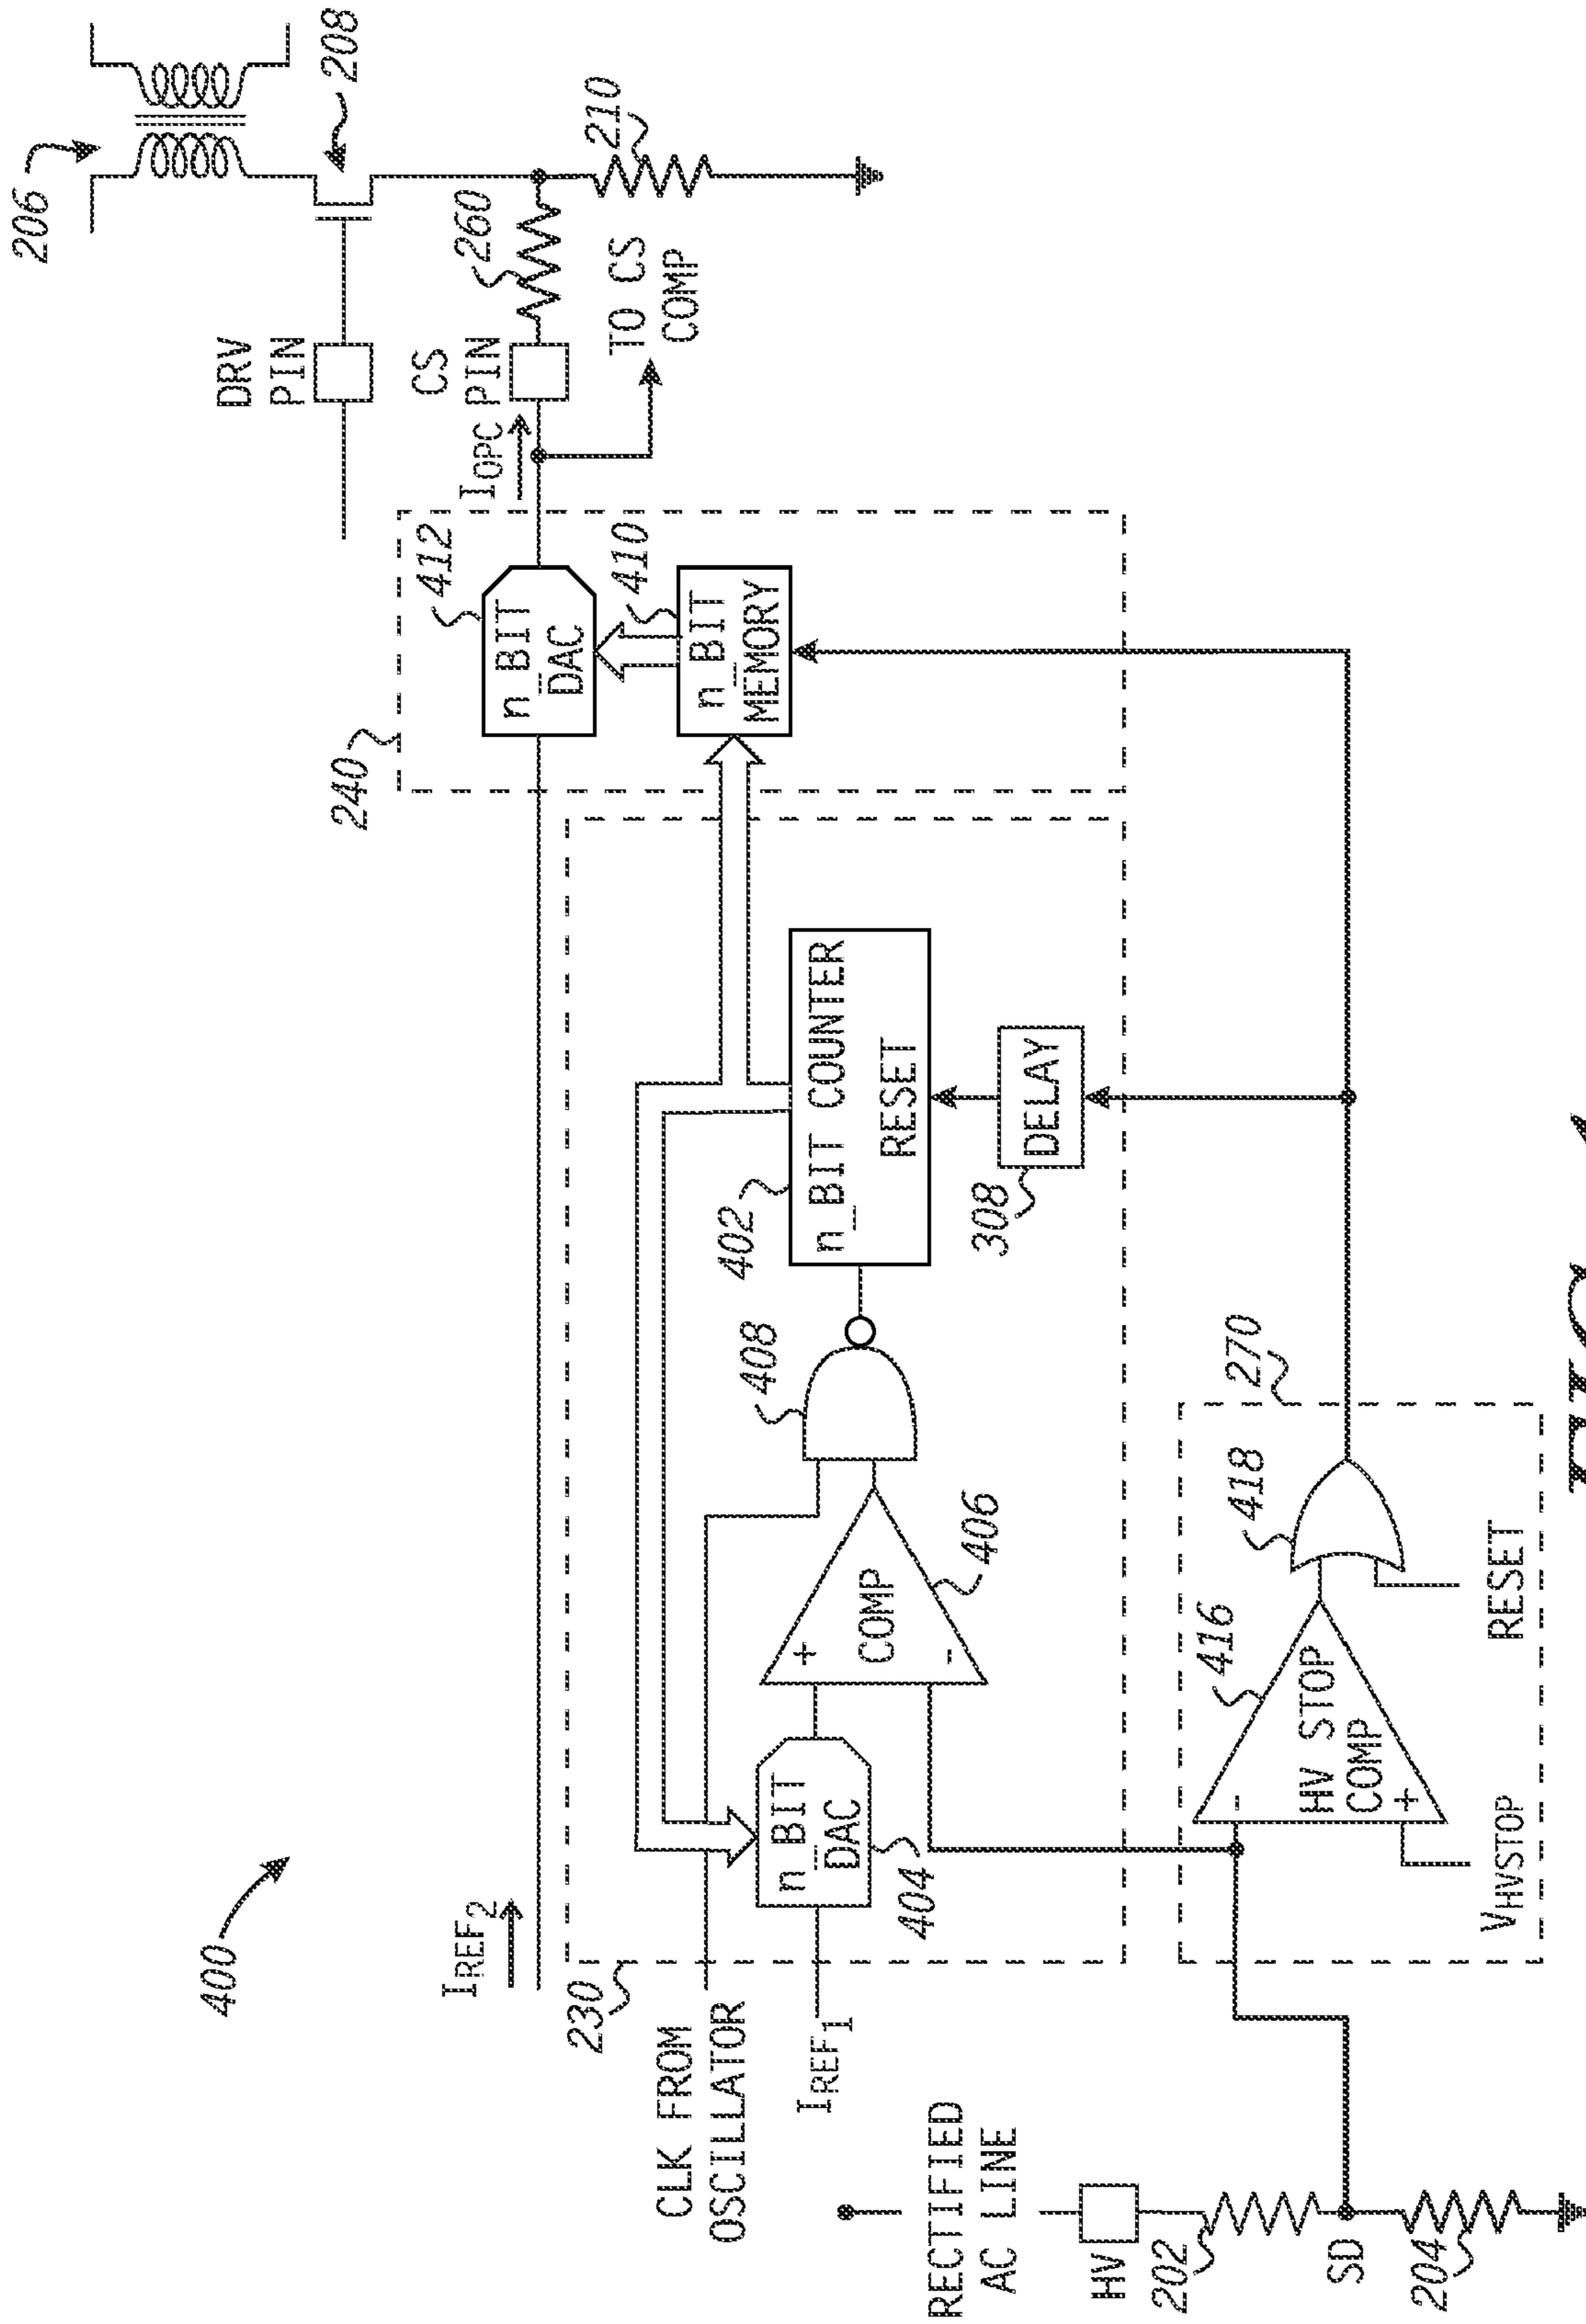 400
206
208
DRV
PIN
CS
PIN
260
210
TO CS
COMP
IOPC
240
412
n_BIT
DAC
410
n_BIT
MEMORY
IREF2
230
CLK FROM
OSCILLATOR
IREF1
n_BIT
DAC
404
+
COMP
-
406
408
402
n_BIT COUNTER
RESET
DELAY
308
RECTIFIED
AC LINE
HV
202
SD
204
270
416
-
HV STOP
COMP
+
VHVSTOP
418
RESET